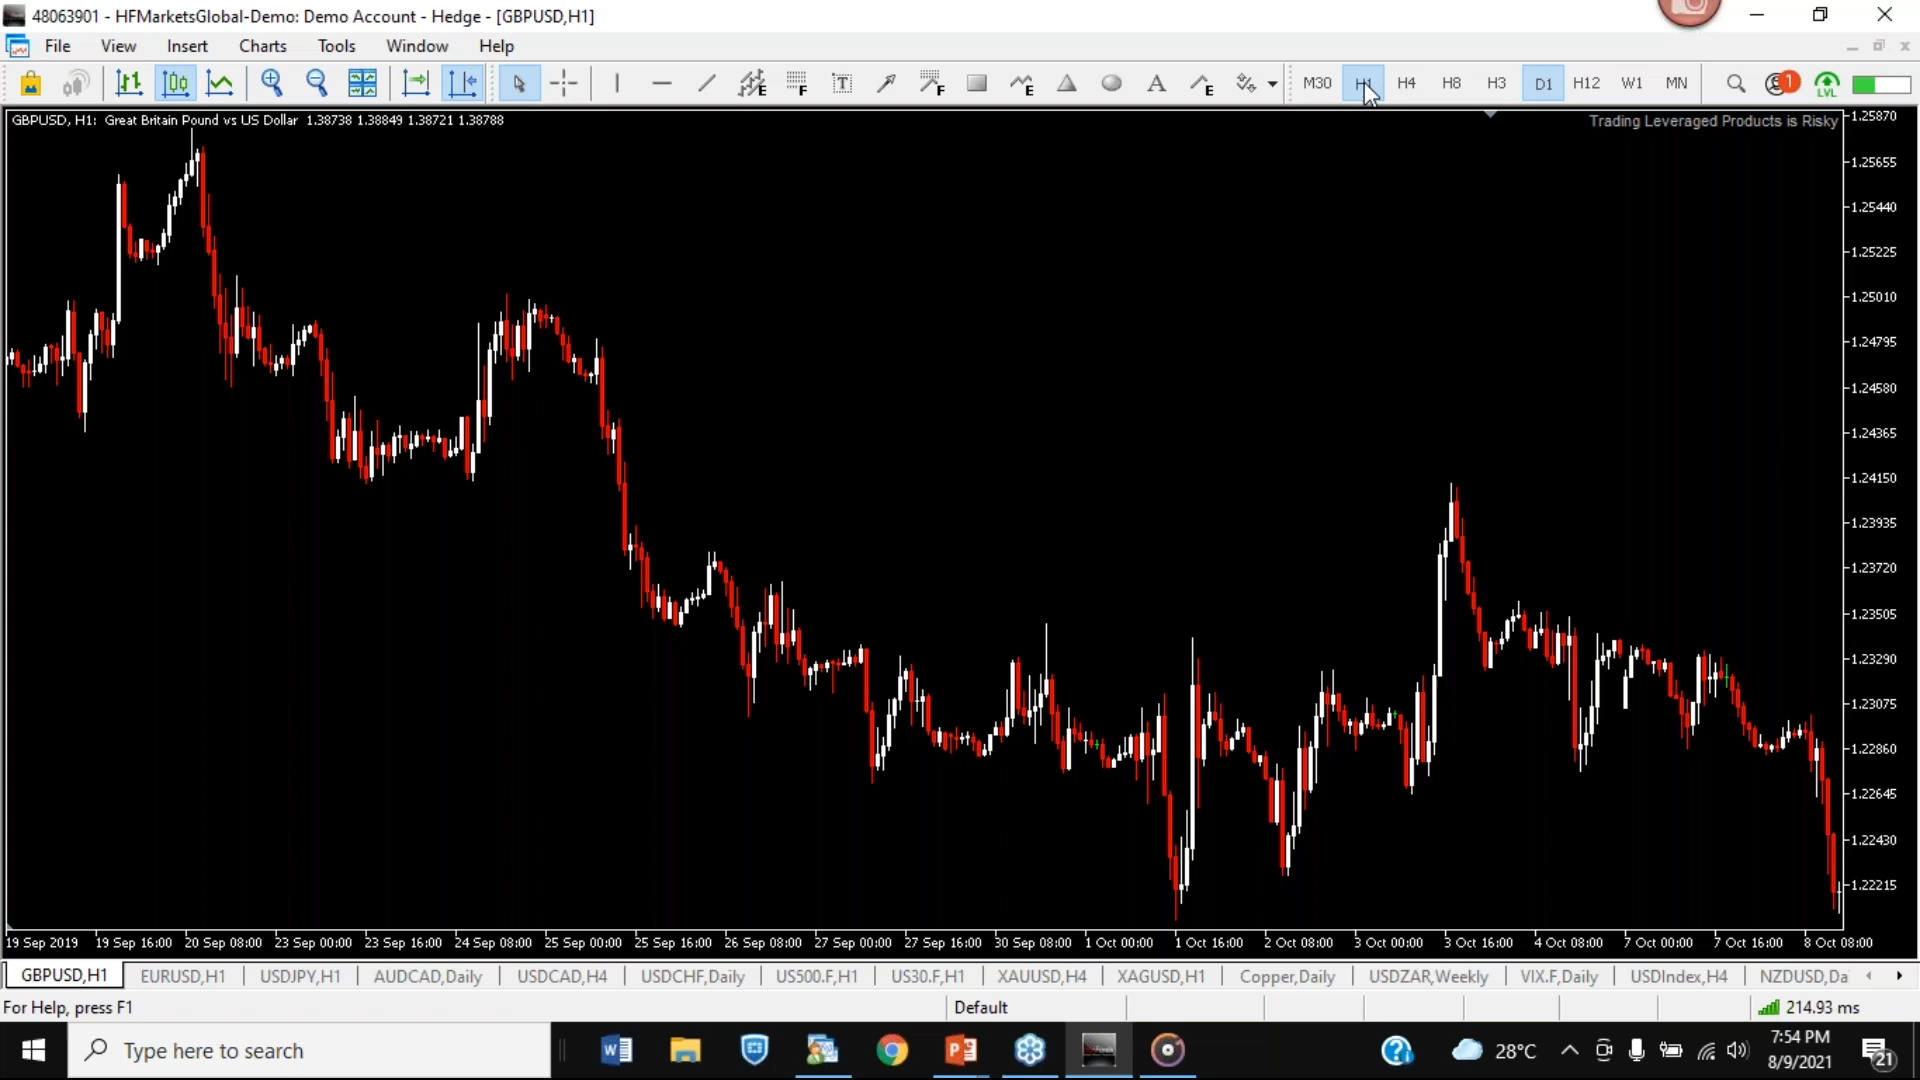 48063901 - HFMarketsGlobal-Demo: Demo Account - Hedge - [GBPUSD,H1]
File View Insert Charts Tools Window Help
M30 H1 H4 H8 H3 D1 H12 W1 MN 1 LVL
GBPUSD, H1: Great Britain Pound vs US Dollar 1.38738 1.38849 1.38721 1.38788
Trading Leveraged Products is Risky
1.25870
1.25655
1.25440
1.25225
1.25010
1.24795
1.24580
1.24365
1.24150
1.23935
1.23720
1.23505
1.23290
1.23075
1.22860
1.22645
1.22430
1.22215
19 Sep 2019 19 Sep 16:00 20 Sep 08:00 23 Sep 00:00 23 Sep 16:00 24 Sep 08:00 25 Sep 00:00 25 Sep 16:00 26 Sep 08:00 27 Sep 00:00 27 Sep 16:00 30 Sep 08:00 1 Oct 00:00 1 Oct 16:00 2 Oct 08:00 3 Oct 00:00 3 Oct 16:00 4 Oct 08:00 7 Oct 00:00 7 Oct 16:00 8 Oct 08:00
GBPUSD,H1 EURUSD,H1 USDJPY,H1 AUDCAD,Daily USDCAD,H4 USDCHF,Daily US500.F,H1 US30.F,H1 XAUUSD,H4 XAGUSD,H1 Copper,Daily USDZAR,Weekly VIX.F,Daily USDIndex,H4 NZDUSD,Da
For Help, press F1
Default
214.93 ms
Type here to search
28°C
7:54 PM
8/9/2021
21